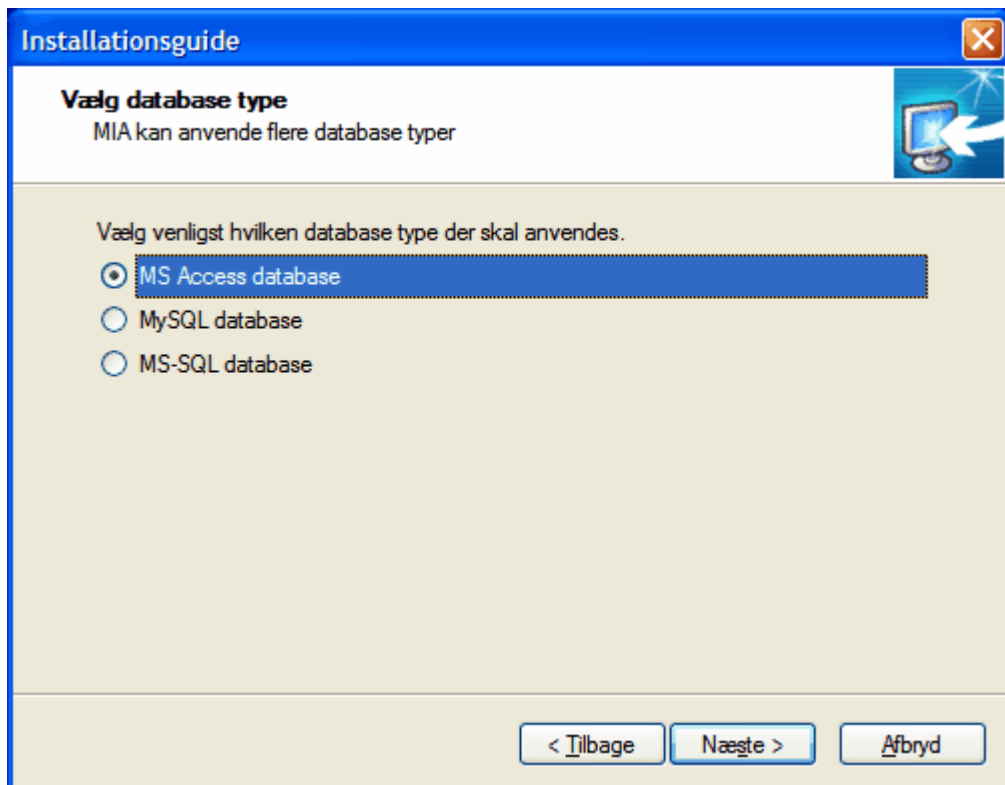 Installationsguide
Vælg database type
MIA kan anvende flere database typer
Vælg venligst hvilken database type der skal anvendes.
MS Access database
MySQL database
MS-SQL database
< Tilbage
Næste >
Afbryd